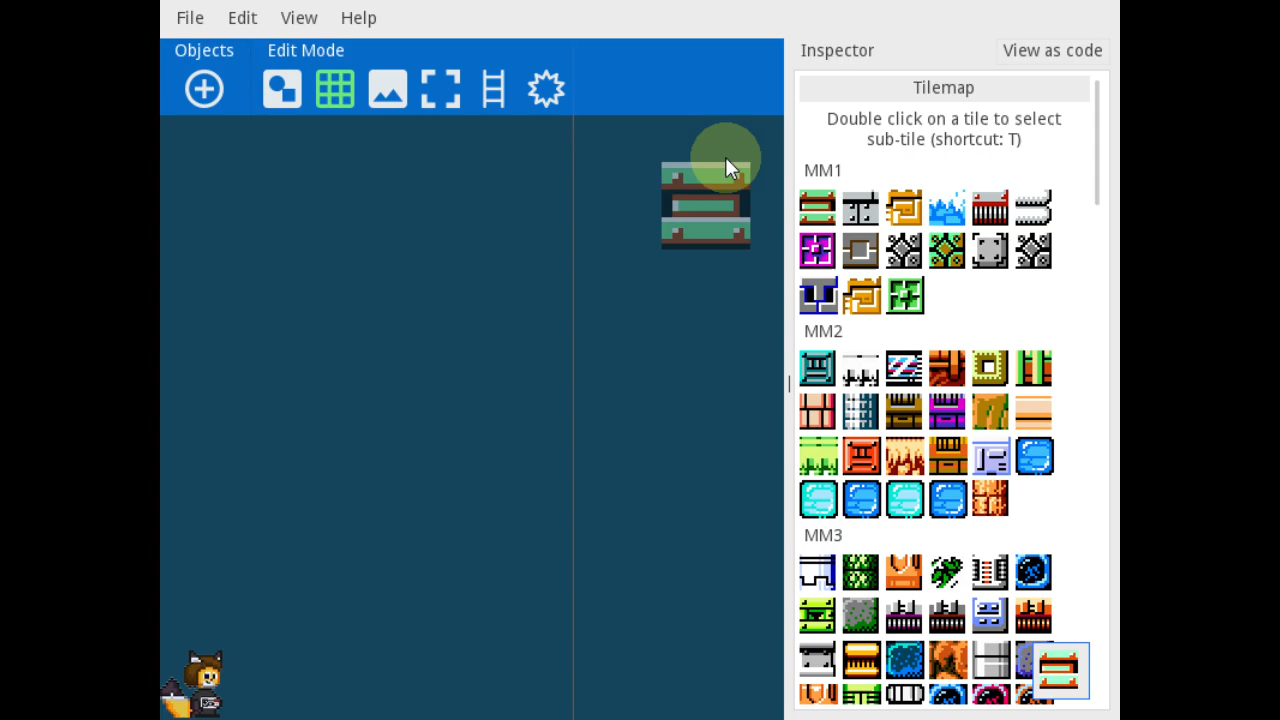 File Edit View Help
Objects Edit Mode
Inspector View as code
Tilemap
Double click on a tile to select
sub-tile (shortcut: T)
MM1
MM2
MM3